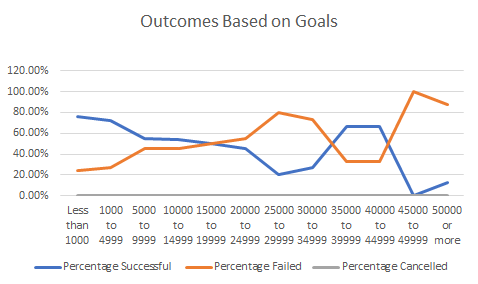 Outcomes Based on Goals
120.00%
100.00%
80.00%
60.00%
40.00%
20.00%
0.00%
Less than 1000
1000 to 4999
5000 to 9999
10000 to 14999
15000 to 19999
20000 to 24999
25000 to 29999
30000 to 34999
35000 to 39999
40000 to 44999
45000 to 49999
50000 or more
Percentage Successful
Percentage Failed
Percentage Cancelled